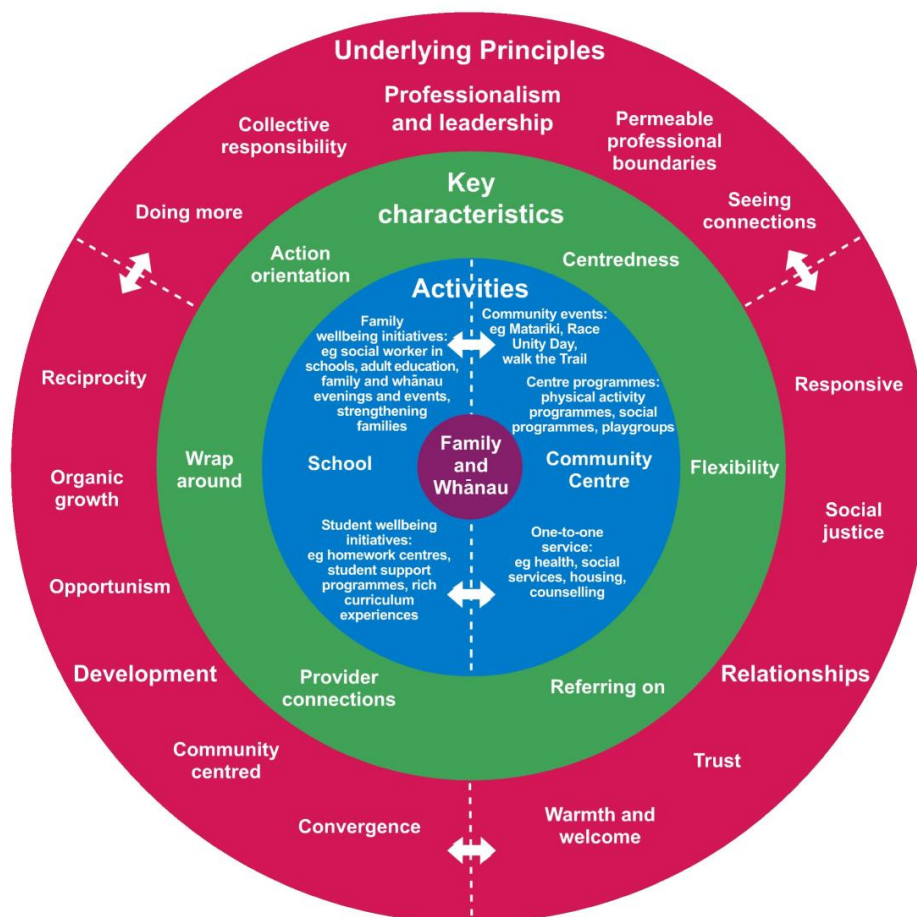 Underlying Principles
Professionalism
and leadership
Collective
responsibility
Permeable
professional
boundaries
Doing more
Seeing
connections
Key
characteristics
Action
orientation
Centredness
Activities
Family
wellbeing initiatives:
eg social worker in
schools, adult education,
family and whānau
evenings and events,
strengthening
families
Community events:
eg Matariki, Race
Unity Day,
walk the Trail
Centre programmes:
physical activity
programmes, social
programmes, playgroups
Reciprocity
Responsive
Wrap
around
School
Family
and
Whānau
Community
Centre
Flexibility
Organic
growth
Social
justice
Student wellbeing
initiatives:
eg homework centres,
student support
programmes, rich
curriculum
experiences
One-to-one
service:
eg health, social
services, housing,
counselling
Opportunism
Development
Provider
connections
Referring on
Relationships
Community
centred
Trust
Convergence
Warmth and
welcome